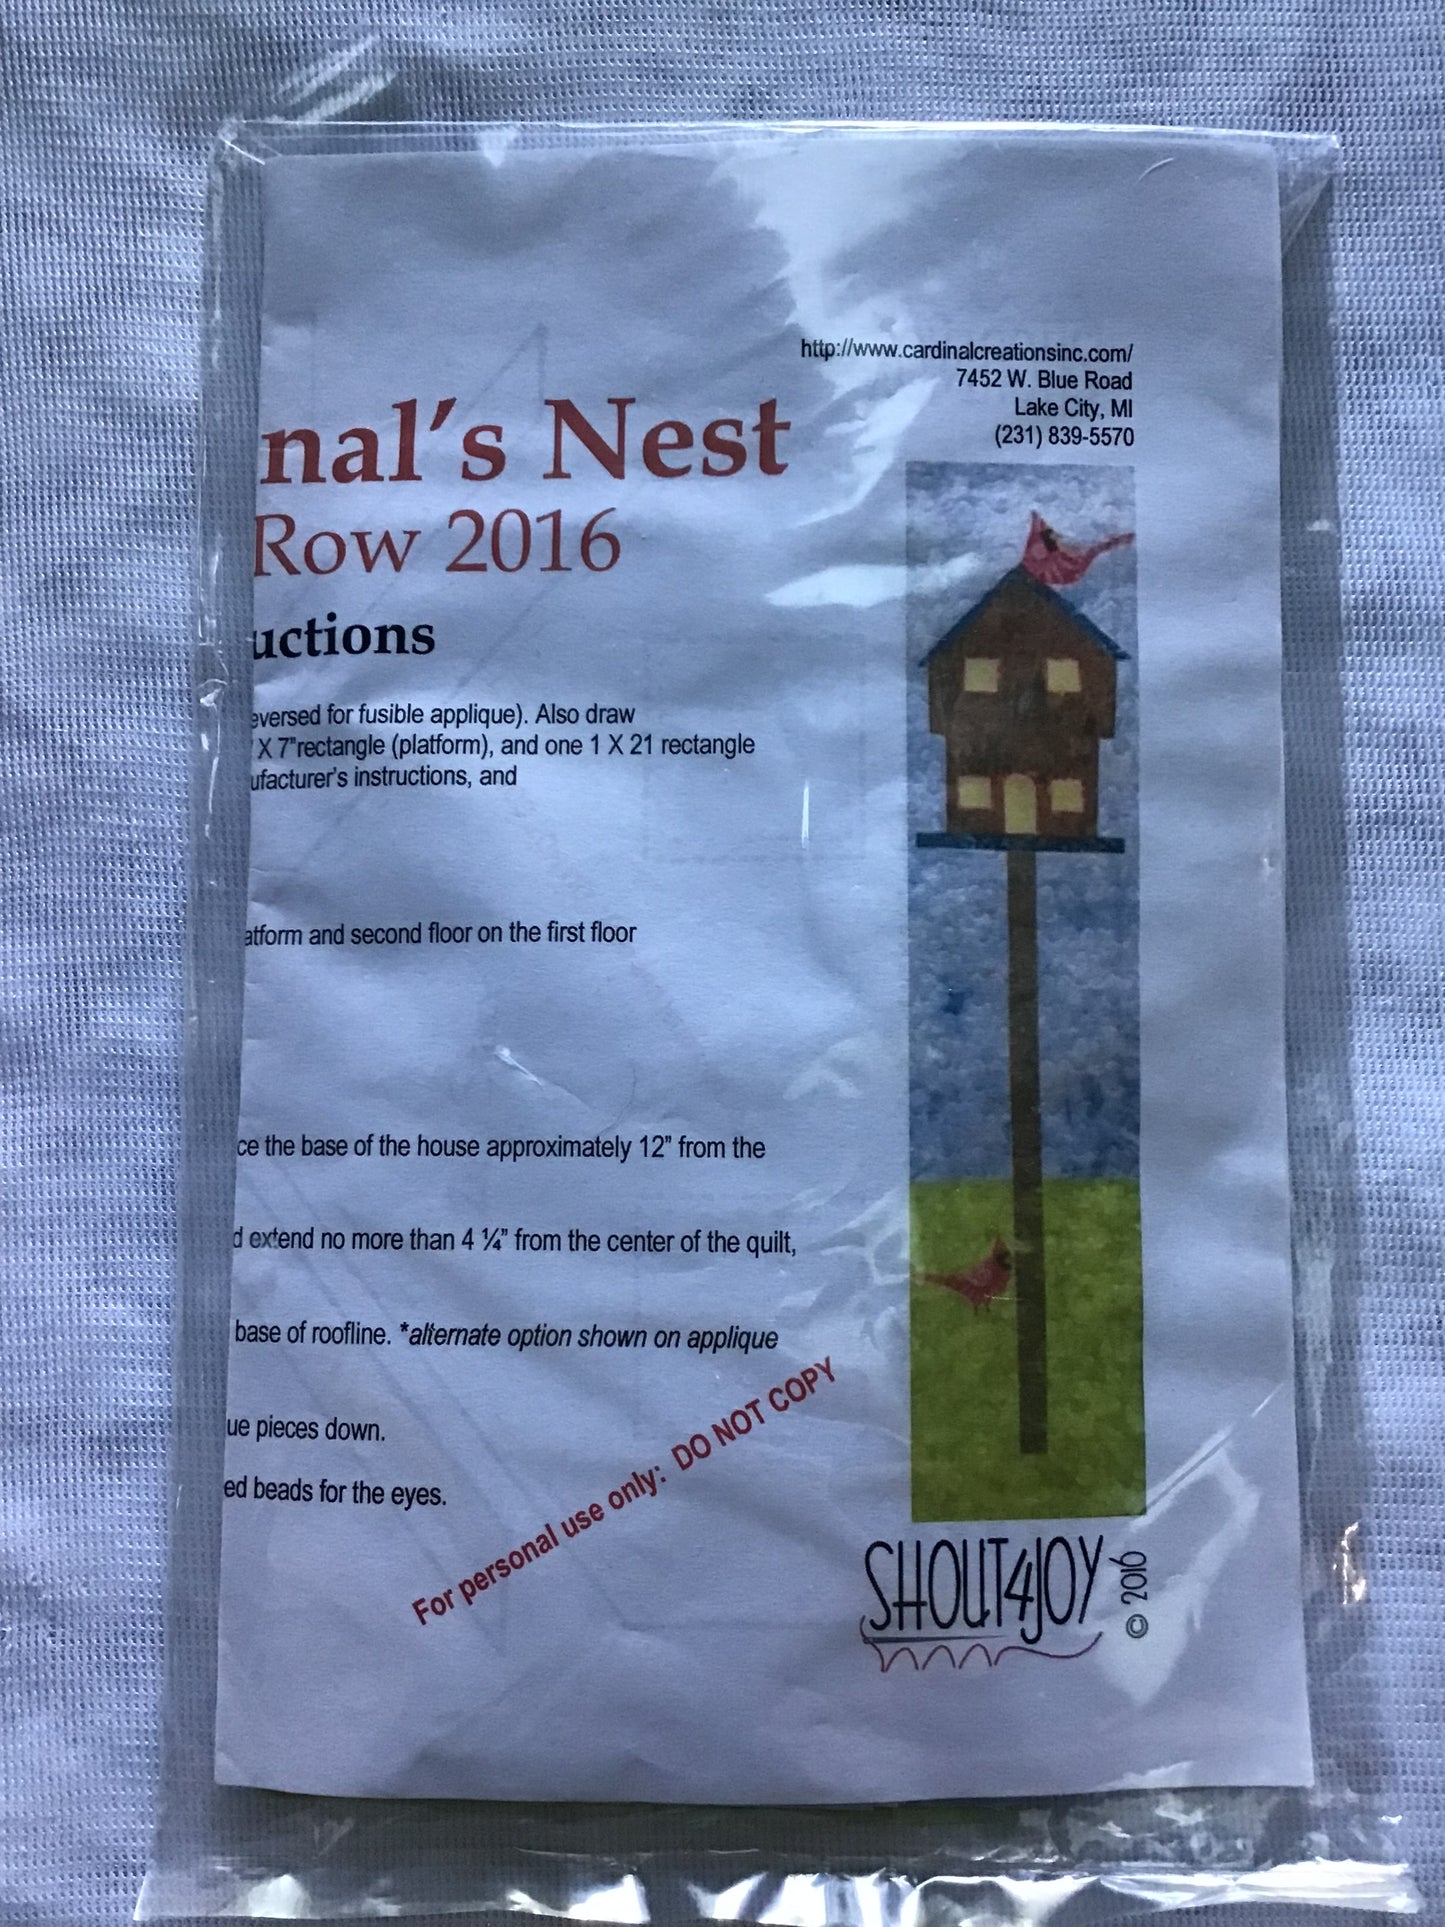 http://www.cardinalcreationsinc.com/
7452 W. Blue Road
Lake City, MI
(231) 839-5570
nal's Nest
Row 2016
uctions
eversed for fusible applique). Also draw
X 7"rectangle (platform), and one 1 X 21 rectangle
ufacturer's instructions, and
atform and second floor on the first floor
ce the base of the house approximately 12" from the
d extend no more than 4 ¼" from the center of the quilt,
base of roofline. *alternate option shown on applique
ue pieces down.
ed beads for the eyes.
For personal use only: DO NOT COPY
SHOUT4JOY
© 2016